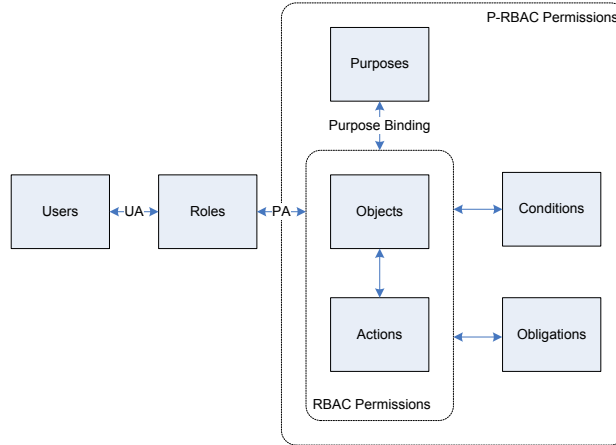 P-RBAC Permissions
Purposes
Purpose Binding
Users
UA
Roles
PA
Objects
Conditions
Actions
Obligations
RBAC Permissions